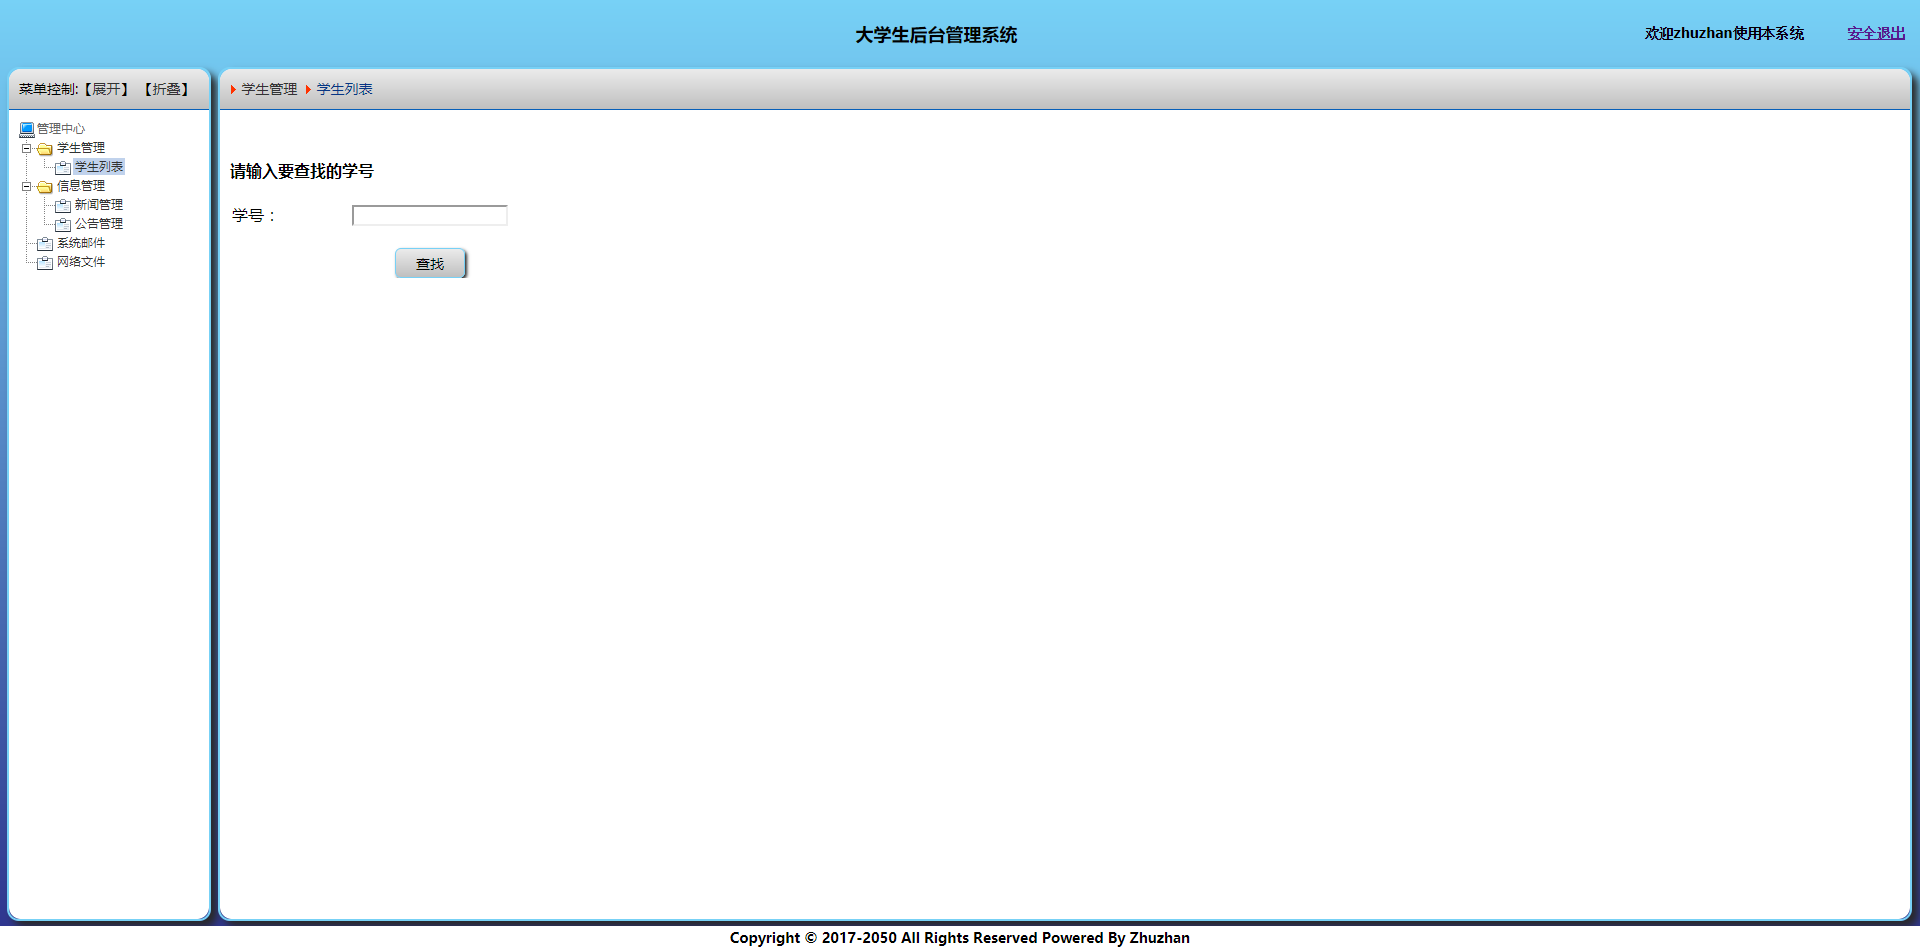 大学生后台管理系统
欢迎zhuzhan使用本系统 安全退出
菜单控制:【展开】 【折叠】
学生管理 学生列表
管理中心
学生管理
学生列表
信息管理
新闻管理
公告管理
系统邮件
网络文件
请输入要查找的学号
学号：
查找
Copyright © 2017-2050 All Rights Reserved Powered By Zhuzhan